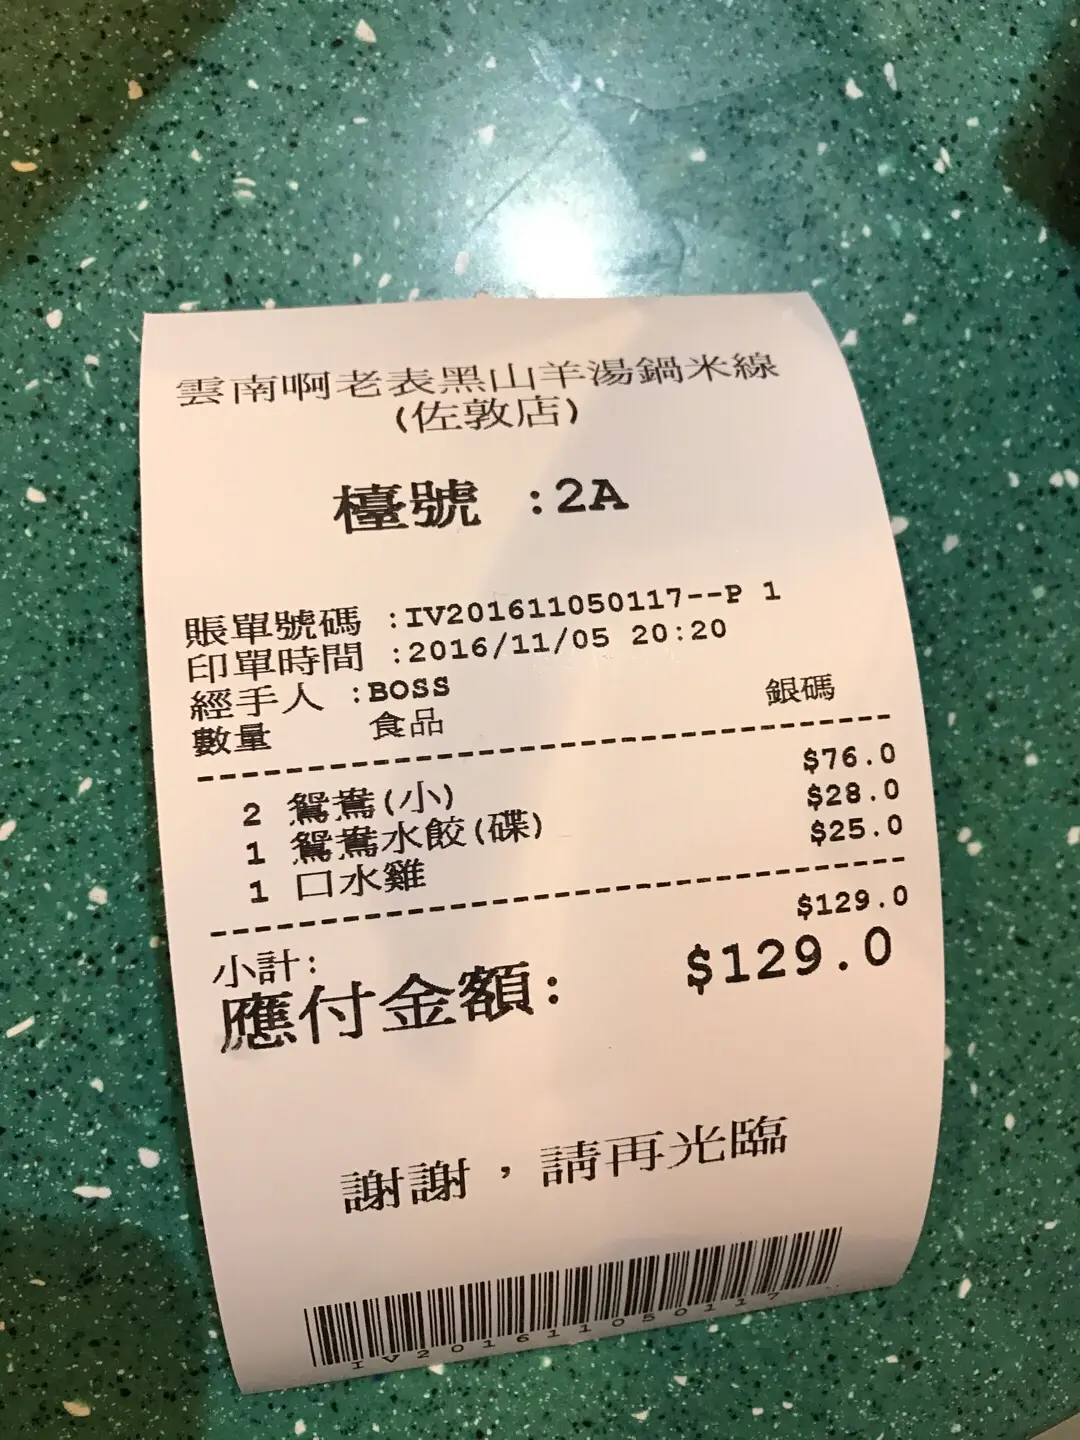 雲南啊老表黑山羊湯鍋米線
(佐敦店)
檯號 :2A
賬單號碼 :IV201611050117--P 1
印單時間 :2016/11/05 20:20
經手人 :BOSS
數量 食品 銀碼
2 鴛鴦(小) $76.0
1 鴛鴦水餃(碟) $28.0
1 口水雞 $25.0
小計: $129.0
應付金額: $129.0
謝謝，請再光臨
IV201611050117